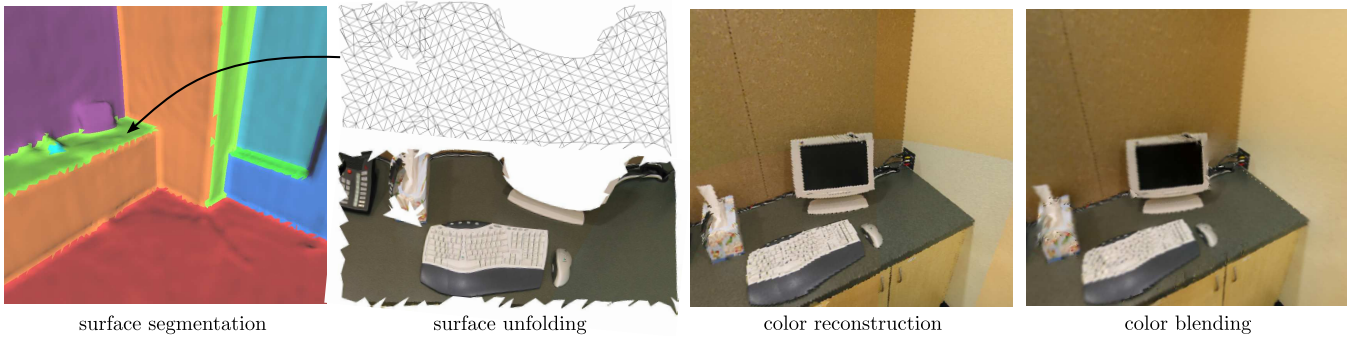 surface segmentation
surface unfolding
color reconstruction
color blending